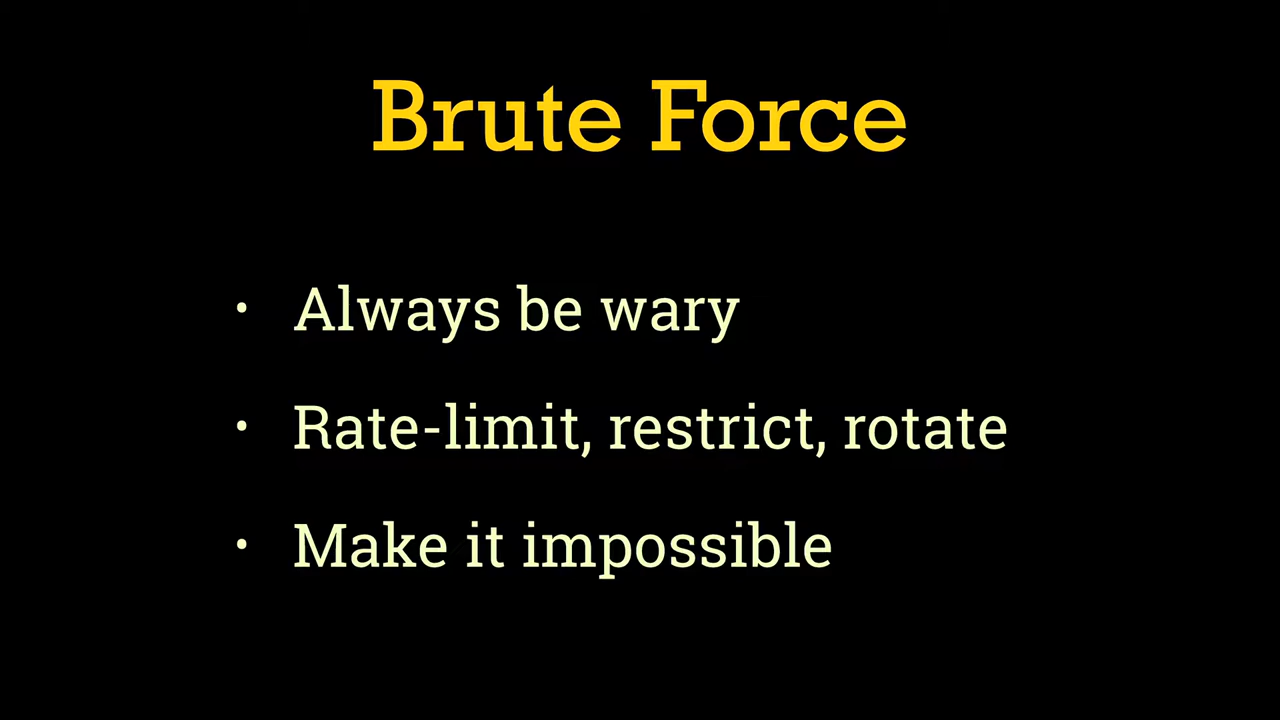 Brute Force
• Always be wary
• Rate-limit, restrict, rotate
• Make it impossible